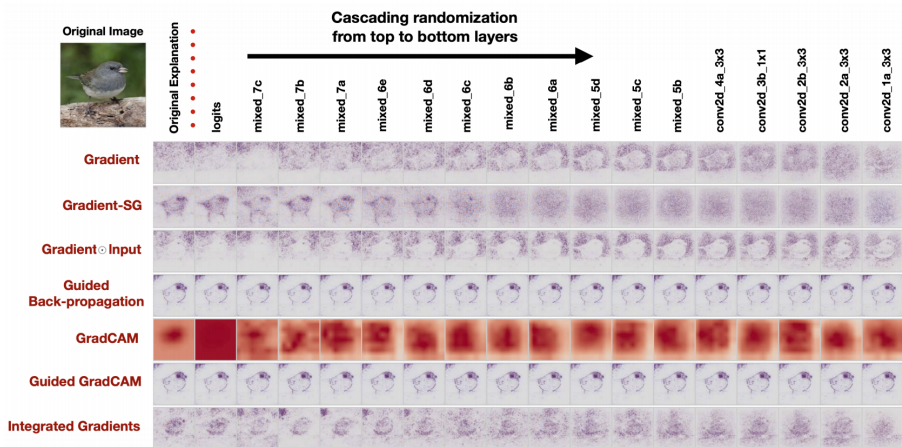 Original Image
Cascading randomization
from top to bottom layers
Original Explanation
logits
mixed_7c
mixed_7b
mixed_7a
mixed_6e
mixed_6d
mixed_6c
mixed_6b
mixed_6a
mixed_5d
mixed_5c
mixed_5b
conv2d_4a_3x3
conv2d_3b_1x1
conv2d_2b_3x3
conv2d_2a_3x3
conv2d_1a_3x3
Gradient
Gradient-SG
Gradient⊙Input
Guided
Back-propagation
GradCAM
Guided GradCAM
Integrated Gradients